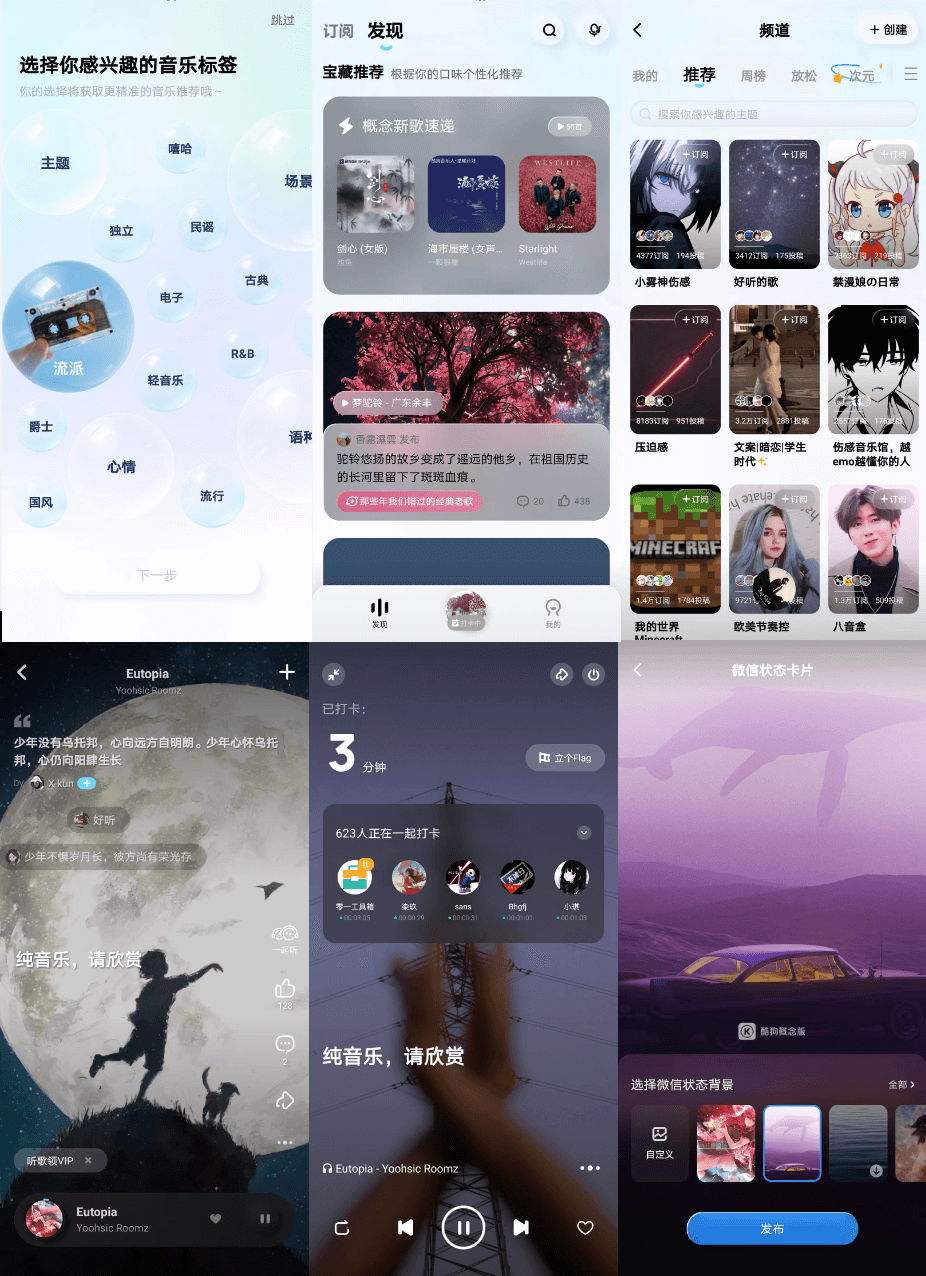 跳过
选择你感兴趣的音乐标签
你的选择将获取更精准的音乐推荐哦~
主题
嘻哈
场景
独立
民谣
古典
电子
流派
R&B
轻音乐
爵士
语种
心情
国风
流行
下一步
订阅 发现
宝藏推荐 根据你的口味个性化推荐
概念新歌速递
50首
剑心
WESTLIFE
剑心 (女版)
海市蜃楼 (女声…
Starlight
Westlife
梦驼铃 - 广东余丰
发布
驼铃悠扬的故乡变成了遥远的他乡，在祖国历史
的长河里留下了斑斑血痕。
那些年我们错过的经典老歌
20
438
发现
打卡中
我的
频道
+ 创建
我的 推荐 周榜 放松 次元
搜索你感兴趣的主题
+订阅
+订阅
+订阅
4377订阅 194投稿
3412订阅 175投稿
2363订阅 219投稿
小雾神伤感
好听的歌
禁漫娘の日常
+订阅
+订阅
+订阅
8183订阅 951投稿
3.2万订阅 2881投稿
压迫感
文案|暗恋|学生
时代✨
伤感音乐馆，越
emo越懂你的人
+订阅
+订阅
+订阅
MINECRAFT
1.4万订阅 1784投稿
1.3万订阅 509投稿
我的世界
Minecraft
欧美节奏控
八音盒
Eutopia
Yoohsic Roomz
少年没有乌托邦，心向远方自明朗。少年心怀乌托
邦，心仍向阳肆生长
by X-kun
好听
少年不惧岁月长，彼方尚有荣光存
纯音乐，请欣赏
一起听
128
2
听歌领VIP ×
Eutopia
Yoohsic Roomz
已打卡：
3 分钟
立个Flag
623人正在一起打卡
零一工具箱
染玖
sans
Bhgfj
小琪
00:03:05
00:00:29
00:00:31
00:01:01
00:01:03
纯音乐，请欣赏
Eutopia - Yoohsic Roomz
微信状态卡片
酷狗概念版
选择微信状态背景
全部
自定义
发布